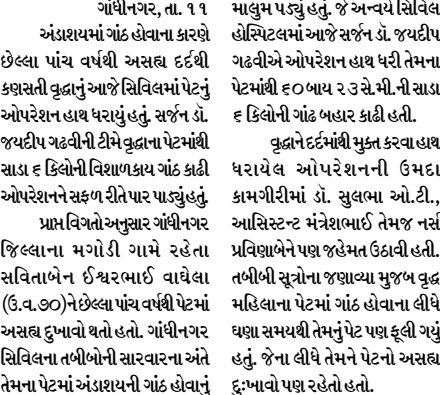 ગાંધીનગર, તા. ૧૧
અંડાશયમાં ગાંઠ હોવાના કારણે
છેલ્લા પાંચ વર્ષથી અસહ્ય દર્દથી
કણસતી વૃદ્ધાનું આજે સિવિલમાં પેટનું
ઓપરેશન હાથ ધરાયું હતું. સર્જન ડૉ.
જયદીપ ગઢવીની ટીમે વૃદ્ધાના પેટમાંથી
સાડા ૬ કિલોની વિશાળકાય ગાંઠ કાઢી
ઓપરેશનને સફળ રીતે પાર પાડ્યું હતું.
પ્રાપ્ત વિગતો અનુસાર ગાંધીનગર
જિલ્લાના મગોડી ગામે રહેતા
સવિતાબેન ઈશ્વરભાઈ વાઘેલા
(ઉ.વ.૭૦)ને છેલ્લા પાંચ વર્ષથી પેટમાં
અસહ્ય દુખાવો થતો હતો. ગાંધીનગર
સિવિલના તબીબોની સારવારના અંતે
તેમના પેટમાં અંડાશયની ગાંઠ હોવાનું
માલુમ પડ્યું હતું. જે અન્વયે સિવિલ
હોસ્પિટલમાં આજે સર્જન ડૉ. જયદીપ
ગઢવીએ ઓપરેશન હાથ ધરી તેમના
પેટમાંથી ૬૦ બાય ૨૩ સે.મી.ની સાડા
૬ કિલોની ગાંઢ બહાર કાઢી હતી.
વૃદ્ધાને દર્દમાંથી મુક્ત કરવા હાથ
ધરાયેલ ઓપરેશનની ઉમદા
કામગીરીમાં ડૉ. સુલભા ઓ.ટી.,
આસિસ્ટન્ટ મંત્રેશભાઈ તેમજ નર્સ
પ્રવિણાબેને પણ જહેમત ઉઠાવી હતી.
તબીબી સૂત્રોના જણાવ્યા મુજબ વૃદ્ધ
મહિલાના પેટમાં ગાંઠ હોવાના લીધે
ઘણા સમયથી તેમનું પેટ પણ ફૂલી ગયું
હતું. જેના લીધે તેમને પેટનો અસહ્ય
દુઃખાવો પણ રહેતો હતો.